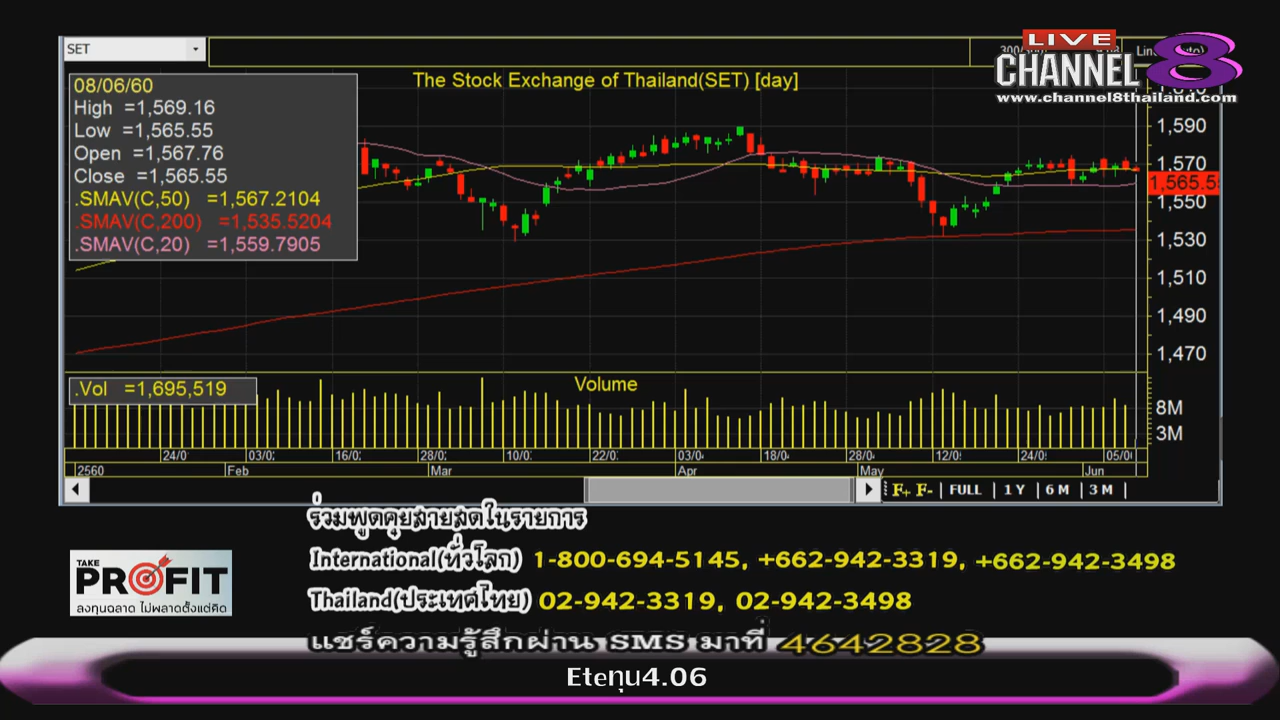 SET
LIVE
CHANNEL 8
www.channel8thailand.com
The Stock Exchange of Thailand(SET) [day]
08/06/60
High =1,569.16
Low =1,565.55
Open =1,567.76
Close =1,565.55
.SMAV(C,50) =1,567.2104
.SMAV(C,200) =1,535.5204
.SMAV(C,20) =1,559.7905
1,590
1,570
1,565.5
1,550
1,530
1,510
1,490
1,470
.Vol =1,695,519
Volume
8M
3M
24/0 03/0 16/0 28/0 10/0 22/0 03/0 18/0 28/0 12/0 24/0 05/0
2560 Feb Mar Apr May Jun
F+ F- FULL 1 Y 6 M 3 M
ร่วมพูดคุยสายสดในรายการ
International(ทั่วโลก) 1-800-694-5145, +662-942-3319, +662-942-3498
Thailand(ประเทศไทย) 02-942-3319, 02-942-3498
แชร์ความรู้สึกผ่าน SMS มาที่ 4642828
TAKE
PROFIT
ลงทุนฉลาด ไม่พลาดตั้งแต่คิด
Eteทุน4.06